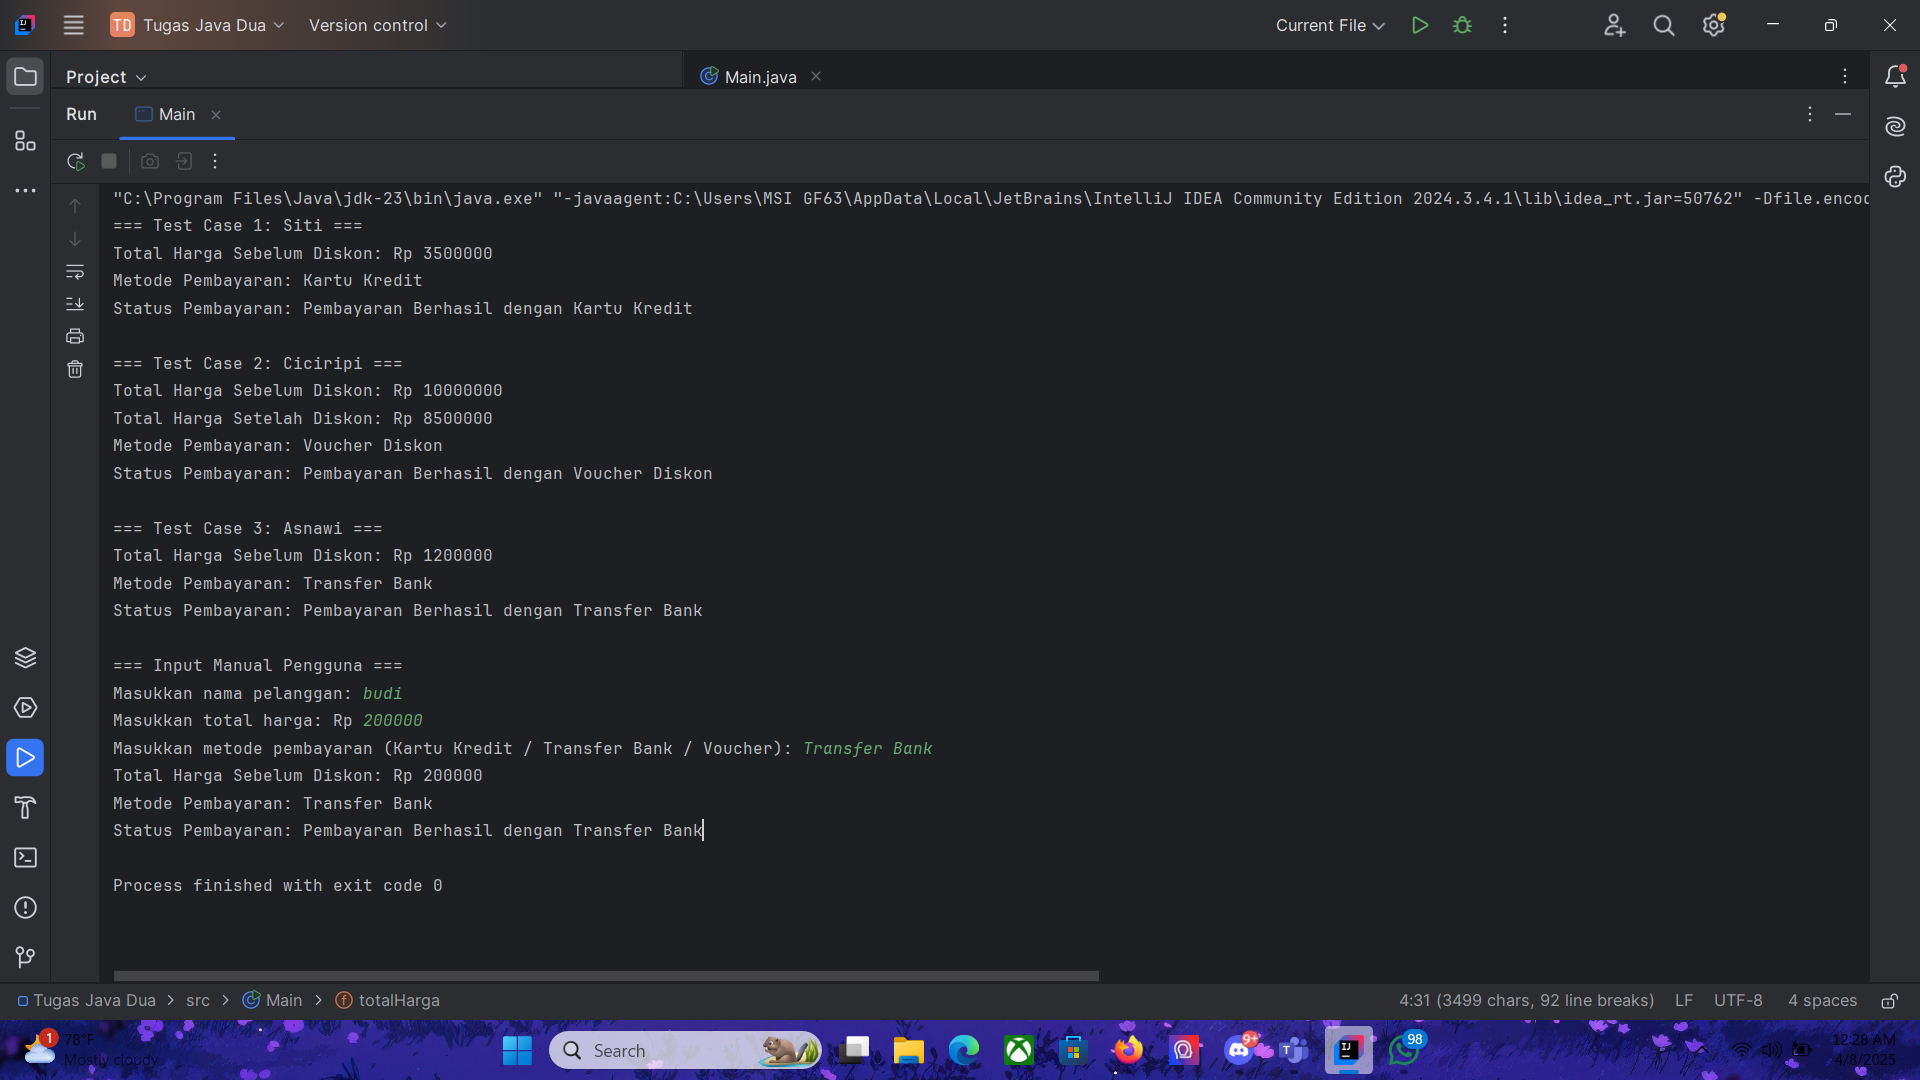 TD Tugas Java Dua Version control Current File
Project Main.java
Run Main
"C:\Program Files\Java\jdk-23\bin\java.exe" "-javaagent:C:\Users\MSI GF63\AppData\Local\JetBrains\IntelliJ IDEA Community Edition 2024.3.4.1\lib\idea_rt.jar=50762" -Dfile.encod
=== Test Case 1: Siti ===
Total Harga Sebelum Diskon: Rp 3500000
Metode Pembayaran: Kartu Kredit
Status Pembayaran: Pembayaran Berhasil dengan Kartu Kredit
=== Test Case 2: Ciciripi ===
Total Harga Sebelum Diskon: Rp 10000000
Total Harga Setelah Diskon: Rp 8500000
Metode Pembayaran: Voucher Diskon
Status Pembayaran: Pembayaran Berhasil dengan Voucher Diskon
=== Test Case 3: Asnawi ===
Total Harga Sebelum Diskon: Rp 1200000
Metode Pembayaran: Transfer Bank
Status Pembayaran: Pembayaran Berhasil dengan Transfer Bank
=== Input Manual Pengguna ===
Masukkan nama pelanggan: budi
Masukkan total harga: Rp 200000
Masukkan metode pembayaran (Kartu Kredit / Transfer Bank / Voucher): Transfer Bank
Total Harga Sebelum Diskon: Rp 200000
Metode Pembayaran: Transfer Bank
Status Pembayaran: Pembayaran Berhasil dengan Transfer Bank
Process finished with exit code 0
Tugas Java Dua > src > Main > totalHarga 4:31 (3499 chars, 92 line breaks) LF UTF-8 4 spaces
1 78°F Search 9+ 98 12:28 AM
Mostly cloudy 4/8/2025